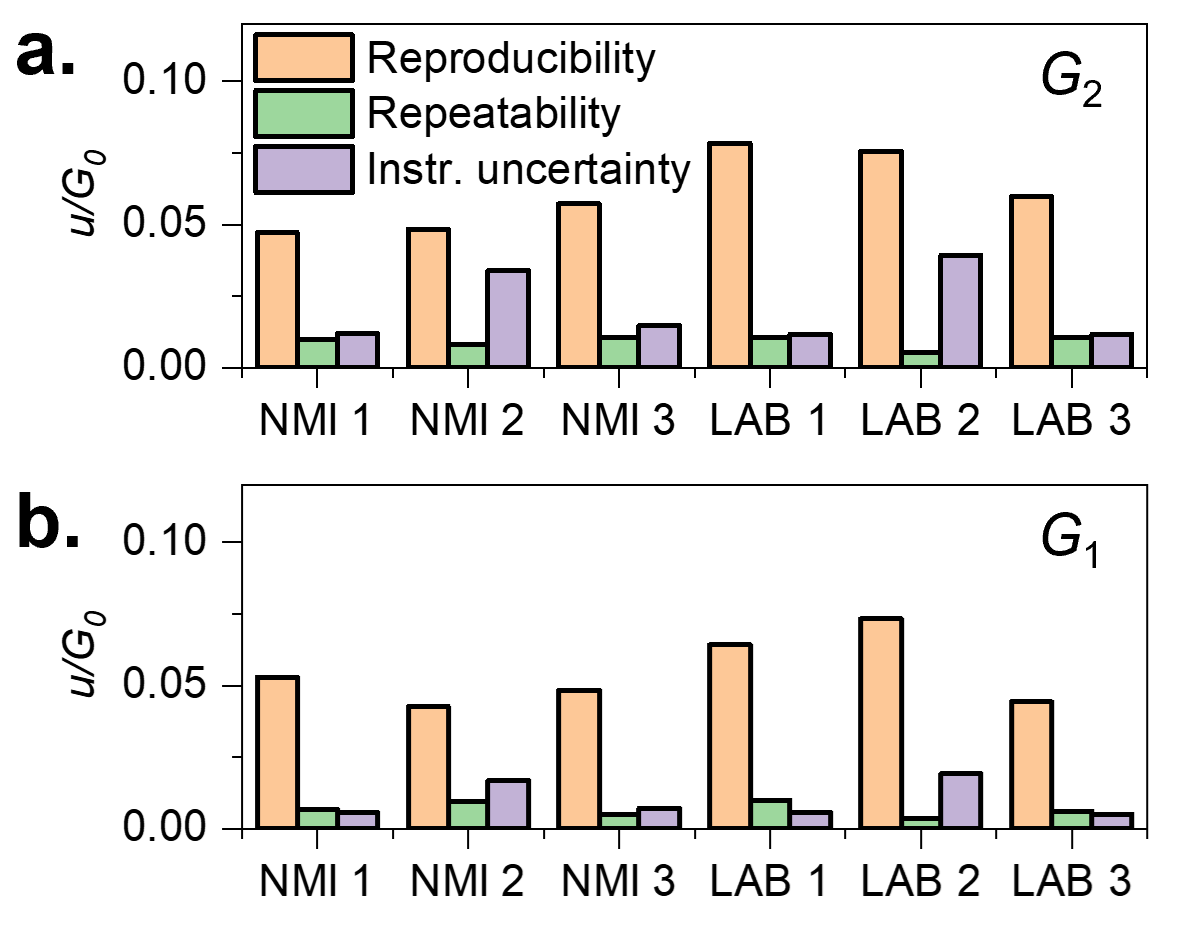 a.
Reproducibility
Repeatability
Instr. uncertainty
G₂
u/G₀
0.10
0.05
0.00
NMI 1 NMI 2 NMI 3 LAB 1 LAB 2 LAB 3
b.
G₁
u/G₀
0.10
0.05
0.00
NMI 1 NMI 2 NMI 3 LAB 1 LAB 2 LAB 3